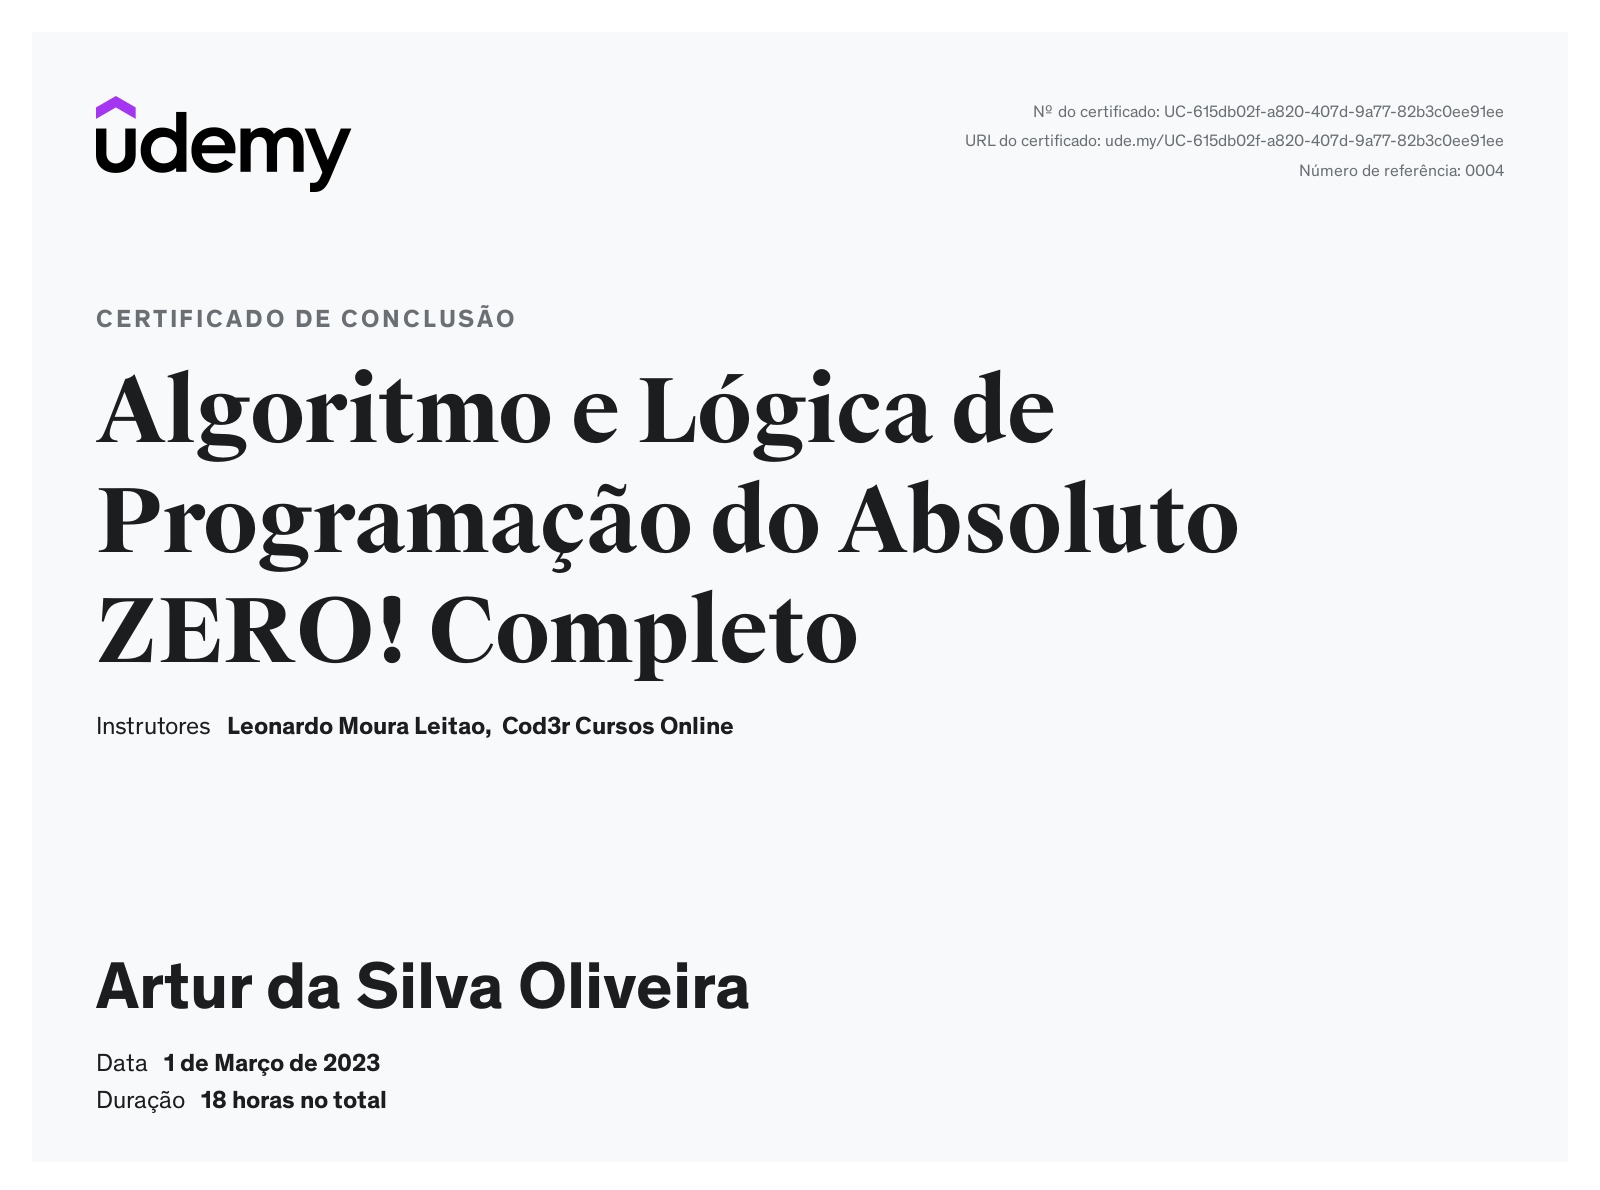 udemy
Nº do certificado: UC-615db02f-a820-407d-9a77-82b3c0ee91ee
URL do certificado: ude.my/UC-615db02f-a820-407d-9a77-82b3c0ee91ee
Número de referência: 0004
CERTIFICADO DE CONCLUSÃO
Algoritmo e Lógica de
Programação do Absoluto
ZERO! Completo
Instrutores Leonardo Moura Leitao, Cod3r Cursos Online
Artur da Silva Oliveira
Data 1 de Março de 2023
Duração 18 horas no total